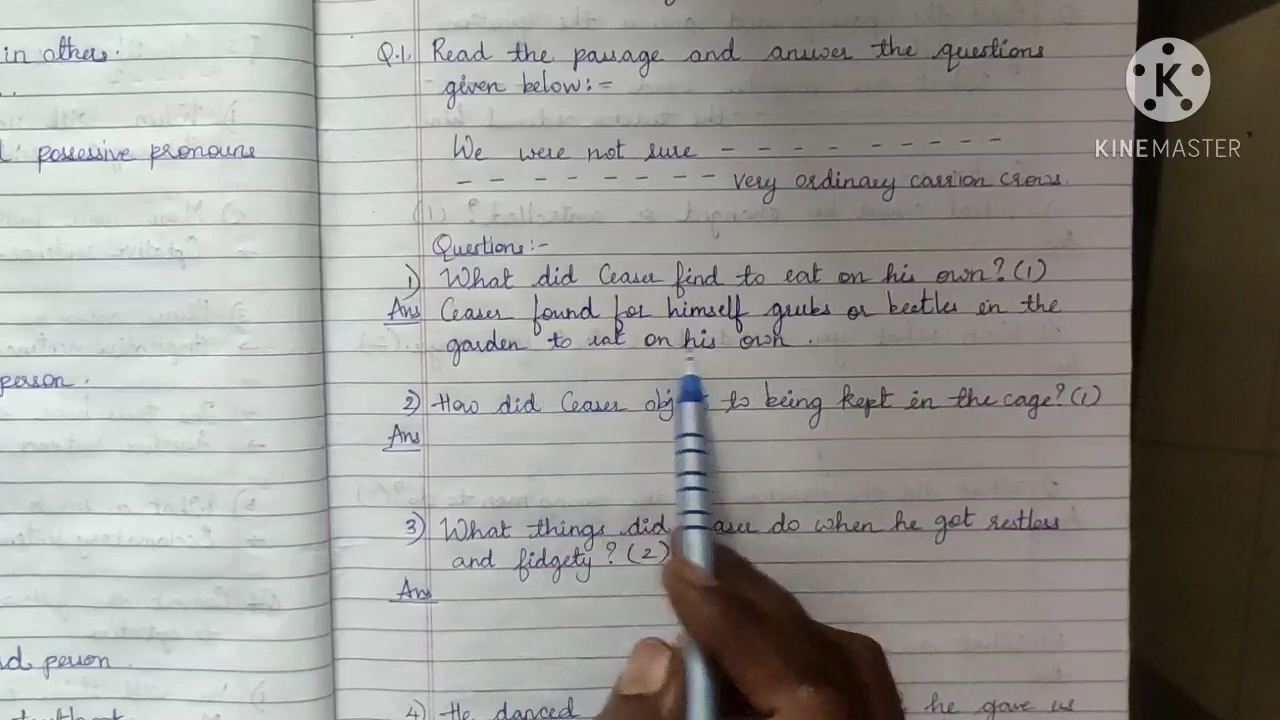 in others.
possessive pronouns
person.
person
Q.1. Read the passage and answer the questions
given below:=
We were not sure - - - - - - - - -
- - - - - - - - - very ordinary carrion crows.
Questions:-
1) What did Ceaser find to eat on his own? (1)
Ans Ceaser found for himself grubs or beetles in the
garden to eat on his own.
2) How did Ceaser to being kept in the cage? (1)
Ans
3) What things did do when he got restless
and fidgety? (2)
Ans
4) He danced he gave us
K
KINEMASTER